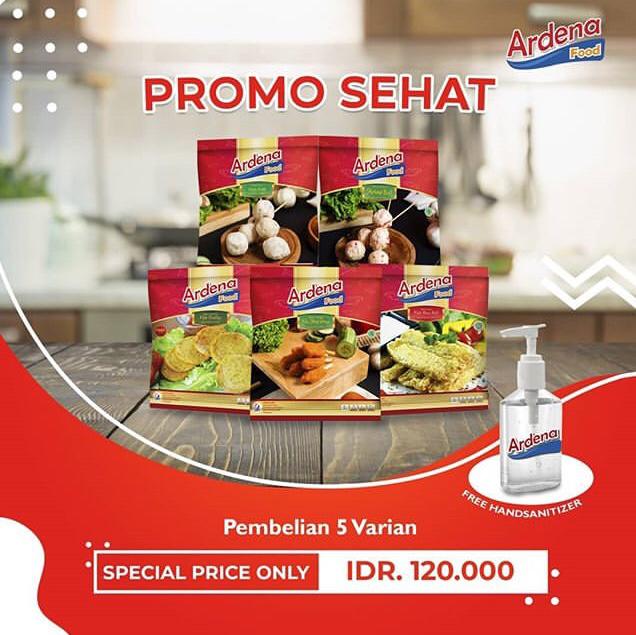 Ardena
Food
PROMO SEHAT
Ardena
Food
Ardena
Food
Ardena
Food
Ardena
Food
Ardena
Food
Ardena
FREE HANDSANITIZER
Pembelian 5 Varian
SPECIAL PRICE ONLY
IDR. 120.000